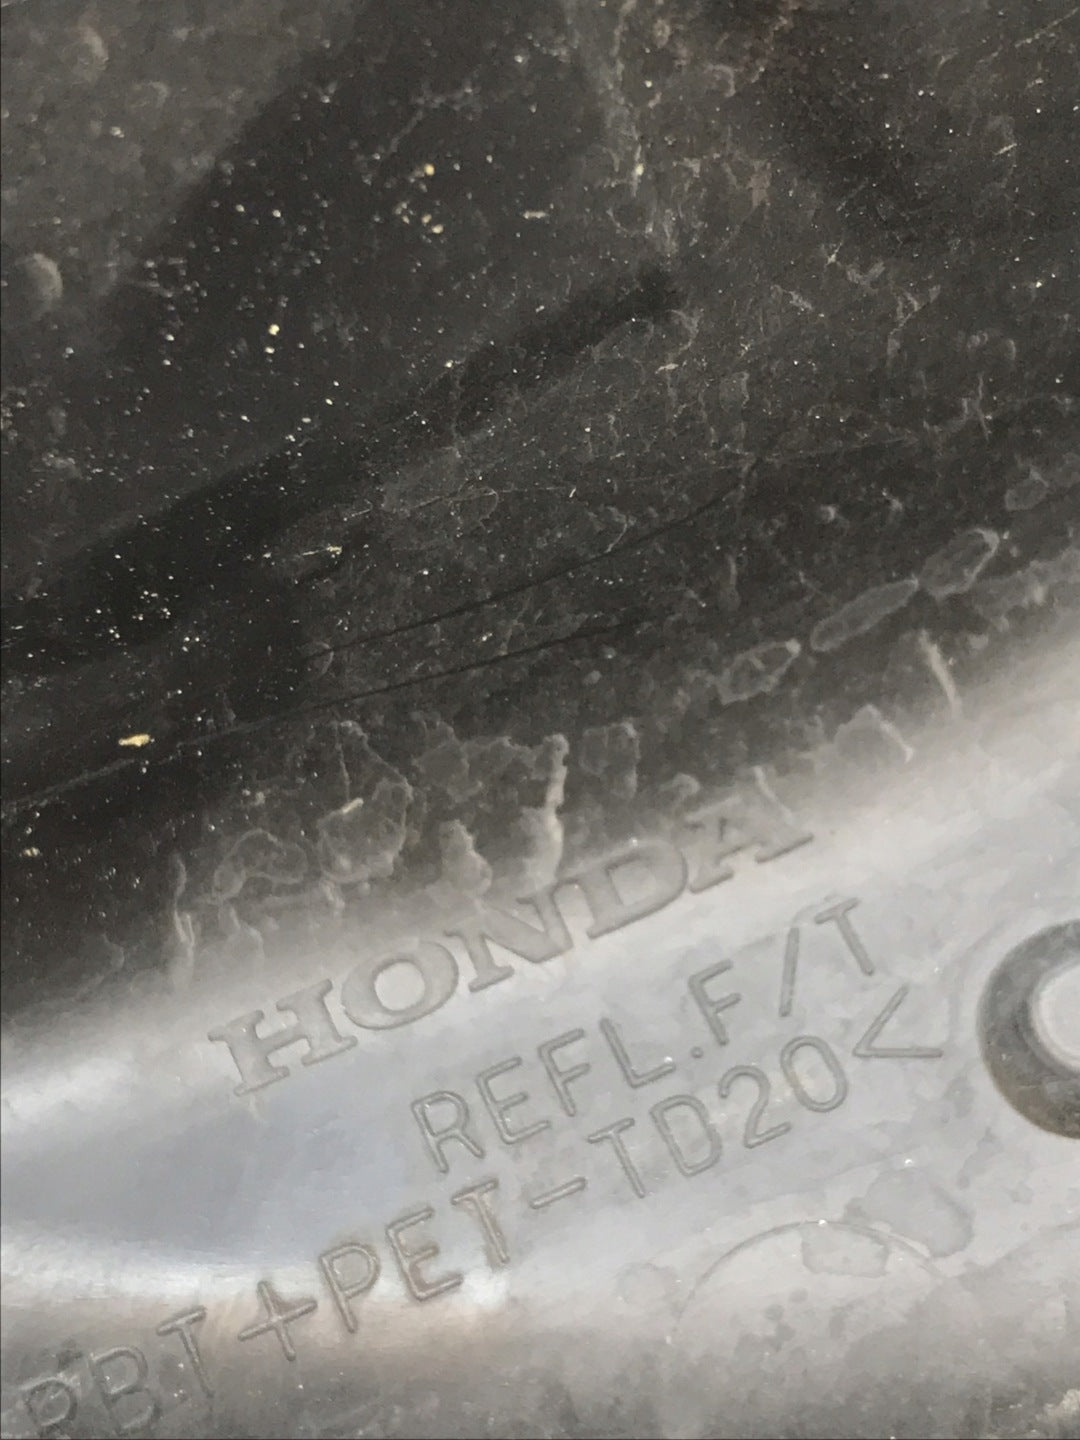 HONDA
REFL.F/T
PBT+PET-TD20<